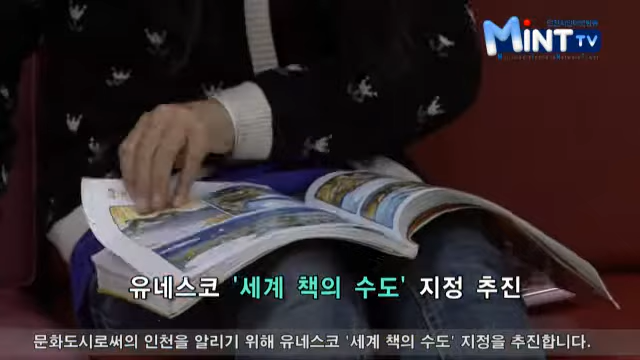 MiNT TV
유네스코 '세계 책의 수도' 지정 추진
문화도시로써의 인천을 알리기 위해 유네스코 '세계 책의 수도' 지정을 추진합니다.